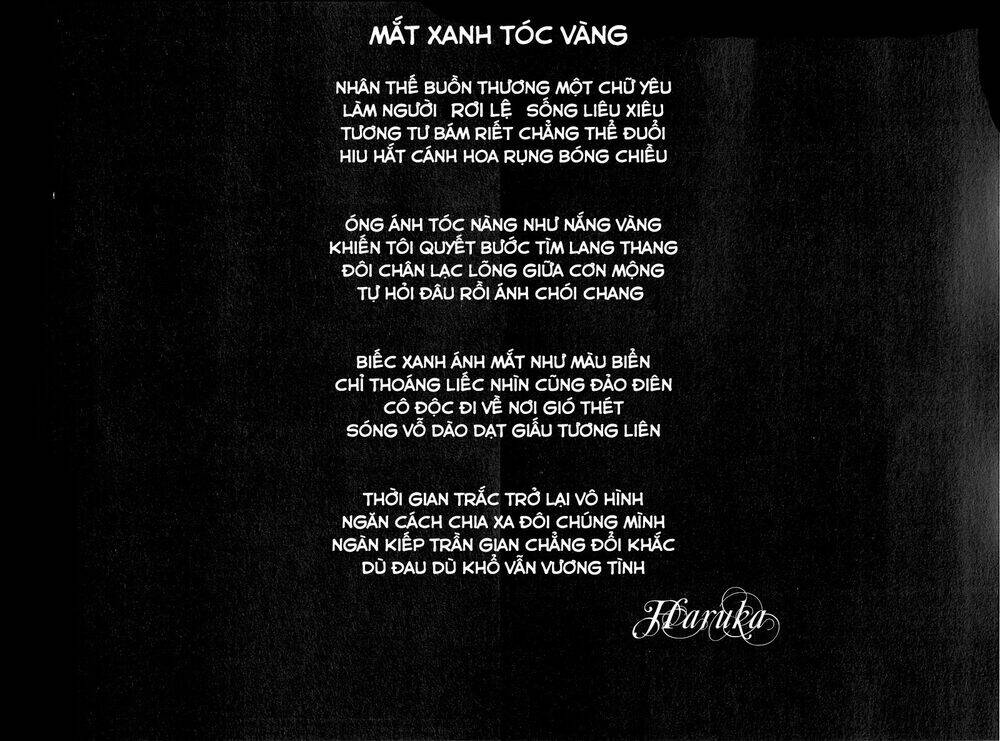 MẮT XANH TÓC VÀNG
NHÂN THẾ BUỒN THƯƠNG MỘT CHỮ YÊU
LÀM NGƯỜI RƠI LỆ SỐNG LIÊU XIÊU
TƯƠNG TƯ BÁM RIẾT CHẲNG THỂ ĐUỔI
HIU HẮT CÁNH HOA RỤNG BÓNG CHIỀU
ÓNG ÁNH TÓC NÀNG NHƯ NẮNG VÀNG
KHIẾN TÔI QUYẾT BƯỚC TÌM LANG THANG
ĐÔI CHÂN LẠC LÕNG GIỮA CƠN MỘNG
TỰ HỎI ĐÂU RỒI ÁNH CHÓI CHANG
BIẾC XANH ÁNH MẮT NHƯ MÀU BIỂN
CHỈ THOÁNG LIẾC NHÌN CŨNG ĐẢO ĐIÊN
CÔ ĐỘC ĐI VỀ NƠI GIÓ THÉT
SÓNG VỖ DÀO DẠT GIẤU TƯƠNG LIÊN
THỜI GIAN TRẮC TRỞ LẠI VÔ HÌNH
NGĂN CÁCH CHIA XA ĐÔI CHÚNG MÌNH
NGÀN KIẾP TRẦN GIAN CHẲNG ĐỔI KHÁC
DÙ ĐAU DÙ KHỔ VẪN VƯƠNG TÌNH
Haruka